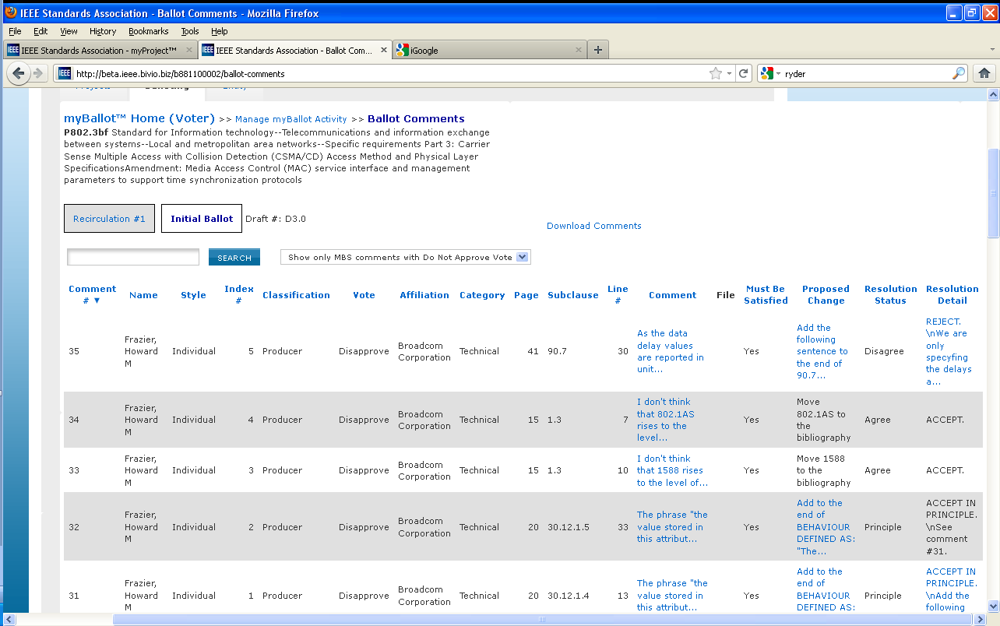 IEEE Standards Association - Ballot Comments - Mozilla Firefox
File Edit View History Bookmarks Tools Help
IEEE IEEE Standards Association - myProject™ IEEE IEEE Standards Association - Ballot Com... iGoogle
IEEE http://beta.ieee.bivio.biz/b881100002/ballot-comments ryder
myBallot™ Home (Voter) >> Manage myBallot Activity >> Ballot Comments
P802.3bf Standard for Information technology--Telecommunications and information exchange
between systems--Local and metropolitan area networks--Specific requirements Part 3: Carrier
Sense Multiple Access with Collision Detection (CSMA/CD) Access Method and Physical Layer
SpecificationsAmendment: Media Access Control (MAC) service interface and management
parameters to support time synchronization protocols
Recirculation #1 Initial Ballot Draft #: D3.0
Download Comments
SEARCH Show only MBS comments with Do Not Approve Vote
Comment # ▼ Name Style Index # Classification Vote Affiliation Category Page Subclause Line # Comment File Must Be Satisfied Proposed Change Resolution Status Resolution Detail
35 Frazier, Howard M Individual 5 Producer Disapprove Broadcom Corporation Technical 41 90.7 30 As the data delay values are reported in unit... Yes Add the following sentence to the end of 90.7... Disagree REJECT. \nWe are only specyfing the delays a...
34 Frazier, Howard M Individual 4 Producer Disapprove Broadcom Corporation Technical 15 1.3 7 I don't think that 802.1AS rises to the level... Yes Move 802.1AS to the bibliography Agree ACCEPT.
33 Frazier, Howard M Individual 3 Producer Disapprove Broadcom Corporation Technical 15 1.3 10 I don't think that 1588 rises to the level of... Yes Move 1588 to the bibliography Agree ACCEPT.
32 Frazier, Howard M Individual 2 Producer Disapprove Broadcom Corporation Technical 20 30.12.1.5 33 The phrase "the value stored in this attribut... Yes Add to the end of BEHAVIOUR DEFINED AS: "The... Principle ACCEPT IN PRINCIPLE. \nSee comment #31.
31 Frazier, Howard M Individual 1 Producer Disapprove Broadcom Corporation Technical 20 30.12.1.4 13 The phrase "the value stored in this attribut... Yes Add to the end of BEHAVIOUR DEFINED AS: Principle ACCEPT IN PRINCIPLE. \nAdd the following